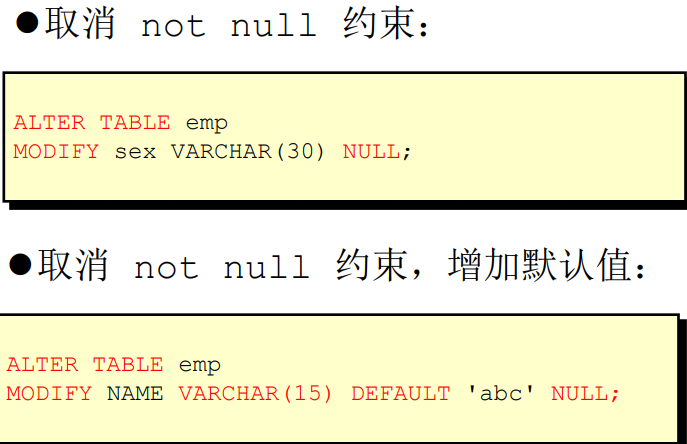 ●取消 not null 约束：
ALTER TABLE emp
MODIFY sex VARCHAR(30) NULL;
●取消 not null 约束，增加默认值：
ALTER TABLE emp
MODIFY NAME VARCHAR(15) DEFAULT 'abc' NULL;